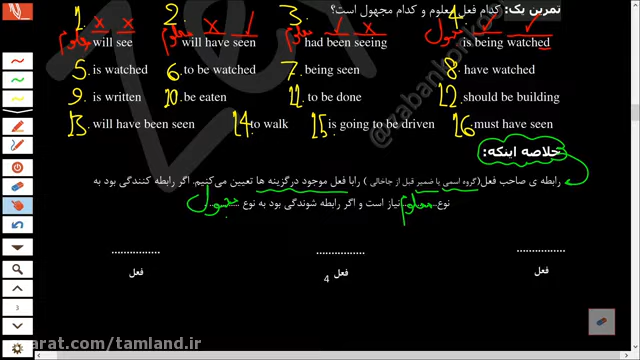 تمرین یک: کدام فعل معلوم و کدام مجهول است؟
1. will see 2. will have seen 3. had been seeing 4. is being watched
معلوم معلوم معلوم مجهول
5. is watched 6. to be watched 7. being seen 8. have watched
9. is written 10. be eaten 11. to be done 12. should be building
13. will have been seen 14. to walk 15. is going to be driven 16. must have seen
خلاصه اینکه:
رابطه ی صاحب فعل(گروه اسمی یا ضمیر قبل از جاخالی ) رابا فعل موجود درگزینه ها تعیین می‌کنیم. اگر رابطه کنندگی بود به
نوع معلوم نیاز است و اگر رابطه شوندگی بود به نوع مجهول
................ ................ ................
فعل فعل فعل
4
3
@zabankonkor
aparat.com/tamland.ir